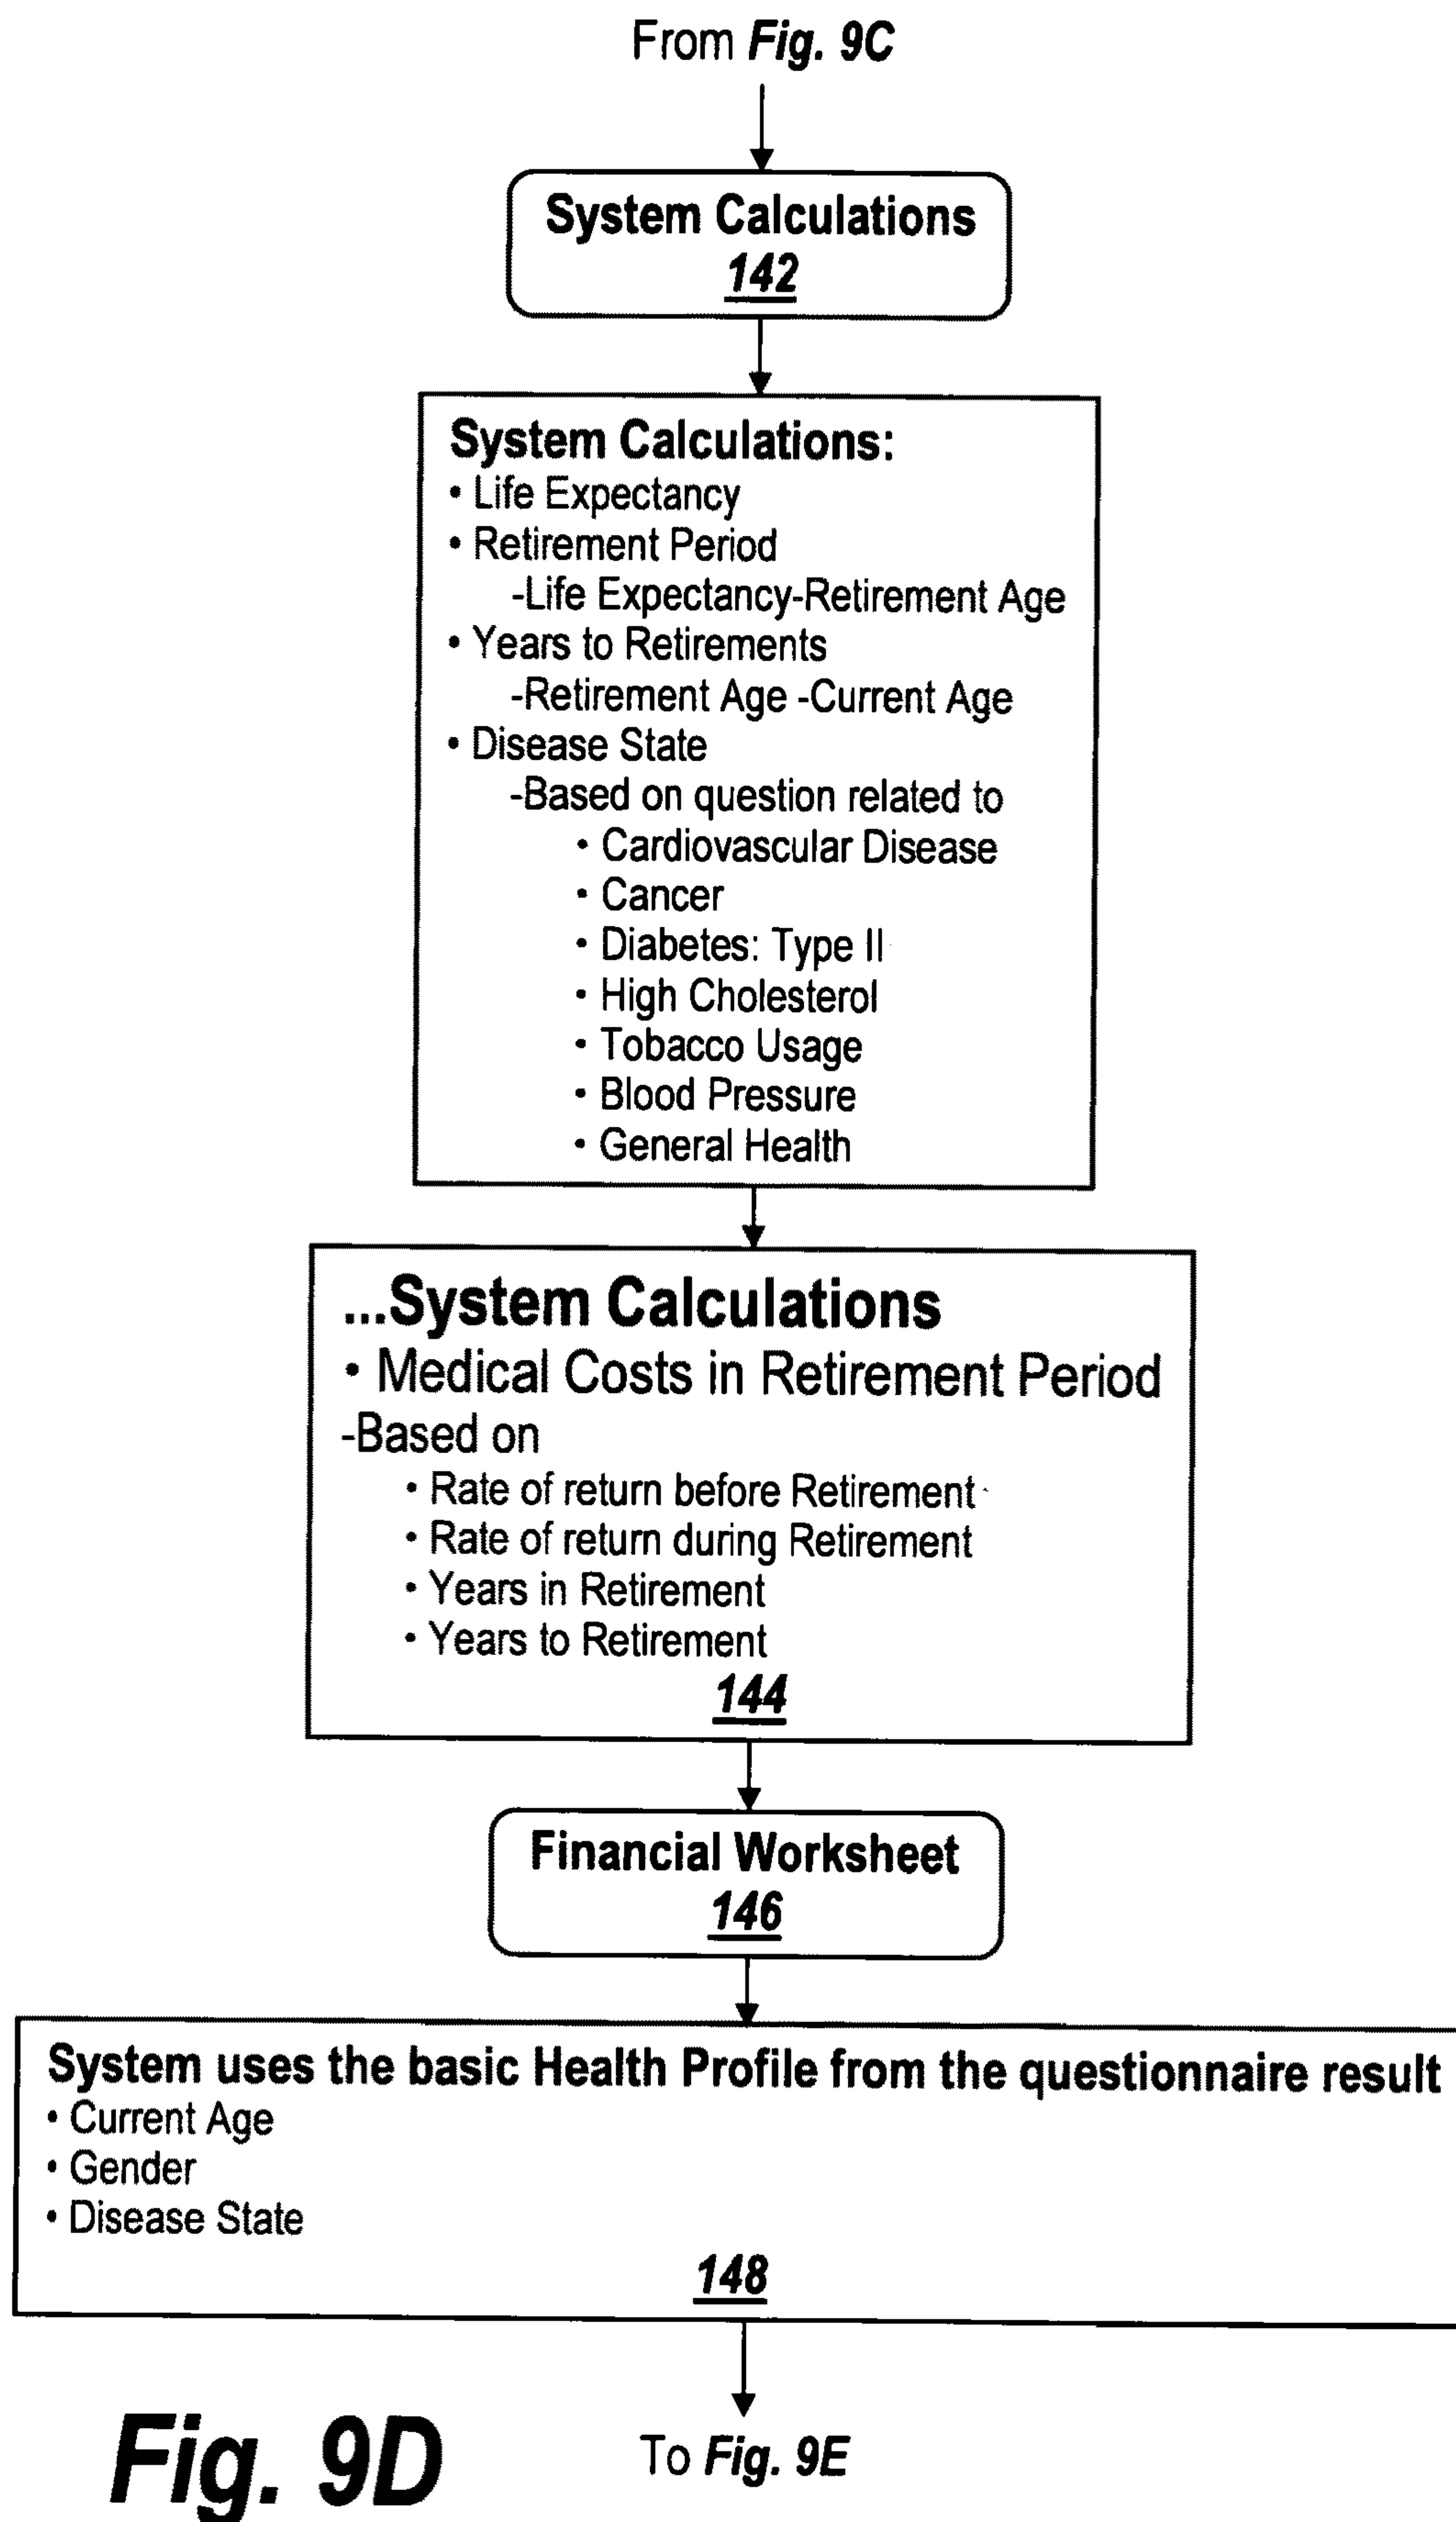 From Fig. 9C
System Calculations
142
System Calculations:
• Life Expectancy
• Retirement Period
-Life Expectancy-Retirement Age
• Years to Retirements
-Retirement Age -Current Age
• Disease State
-Based on question related to
• Cardiovascular Disease
• Cancer
• Diabetes: Type II
• High Cholesterol
• Tobacco Usage
• Blood Pressure
• General Health
...System Calculations
• Medical Costs in Retirement Period
-Based on
• Rate of return before Retirement
• Rate of return during Retirement
• Years in Retirement
• Years to Retirement
144
Financial Worksheet
146
System uses the basic Health Profile from the questionnaire result
• Current Age
• Gender
• Disease State
148
To Fig. 9E
Fig. 9D